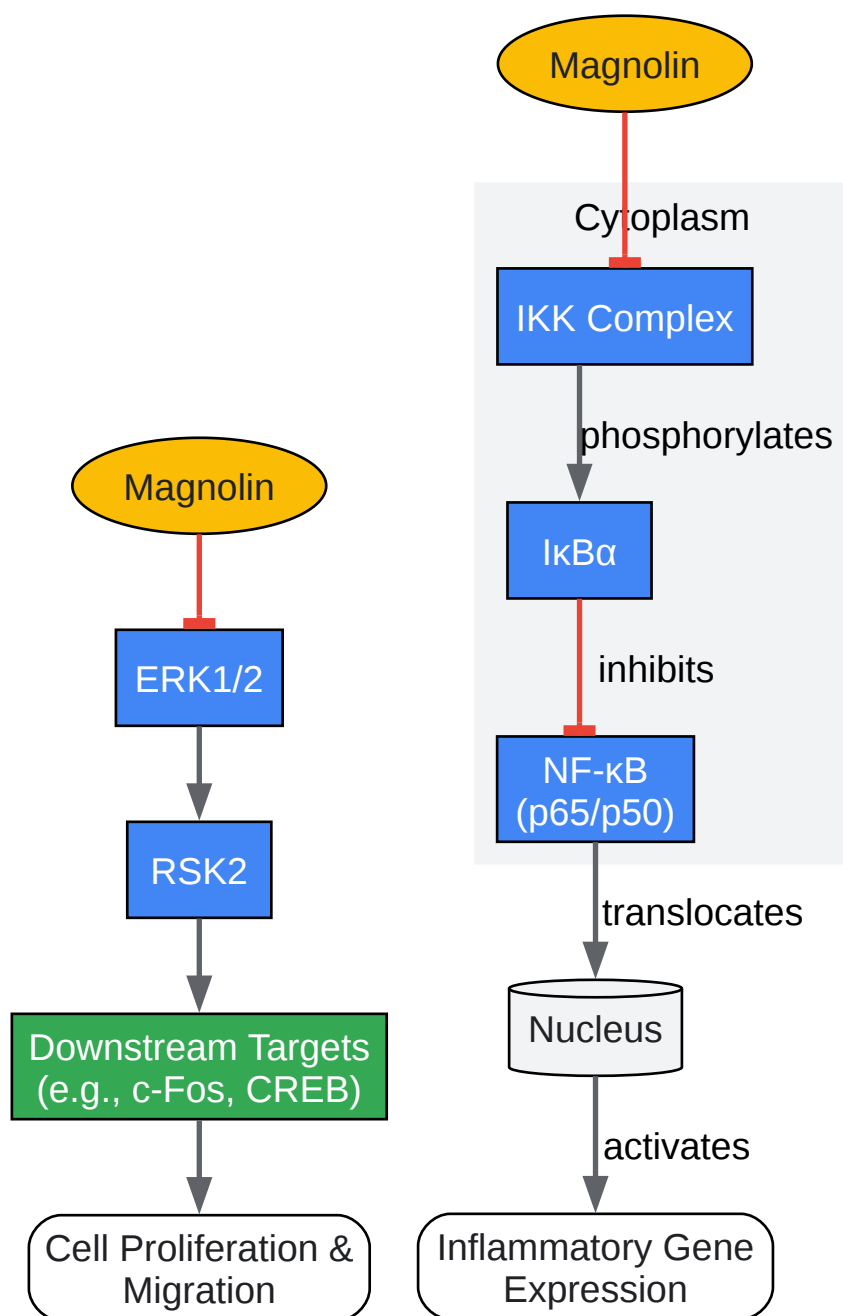 Magnolin
ERK1/2
RSK2
Downstream Targets
(e.g., c-Fos, CREB)
Cell Proliferation &
Migration
Magnolin
Cytoplasm
IKK Complex
phosphorylates
IκBα
inhibits
NF-κB
(p65/p50)
translocates
Nucleus
activates
Inflammatory Gene
Expression